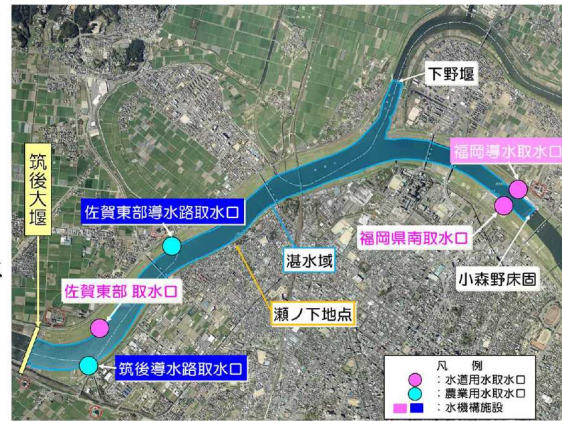 下野堰
福岡導水取水口
筑後大堰
佐賀東部導水路取水口
福岡県南取水口
湛水域
小森野床固
佐賀東部 取水口
瀬ノ下地点
筑後導水路取水口
凡 例
：水道用水取水口
：農業用水取水口
：水機構施設